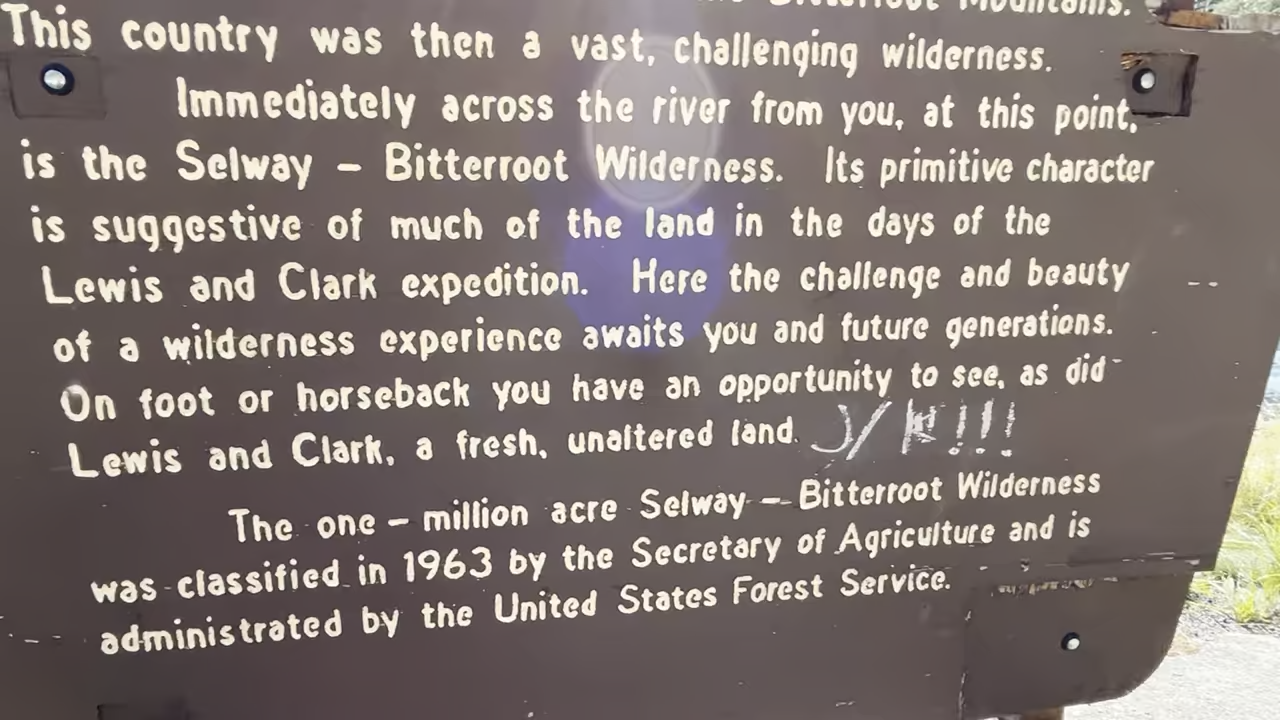 Bitterroot Mountains.
This country was then a vast, challenging wilderness.
Immediately across the river from you, at this point,
is the Selway - Bitterroot Wilderness. Its primitive character
is suggestive of much of the land in the days of the
Lewis and Clark expedition. Here the challenge and beauty
of a wilderness experience awaits you and future generations.
On foot or horseback you have an opportunity to see, as did
Lewis and Clark, a fresh, unaltered land. J/K!!!
The one - million acre Selway - Bitterroot Wilderness
was classified in 1963 by the Secretary of Agriculture and is
administrated by the United States Forest Service.